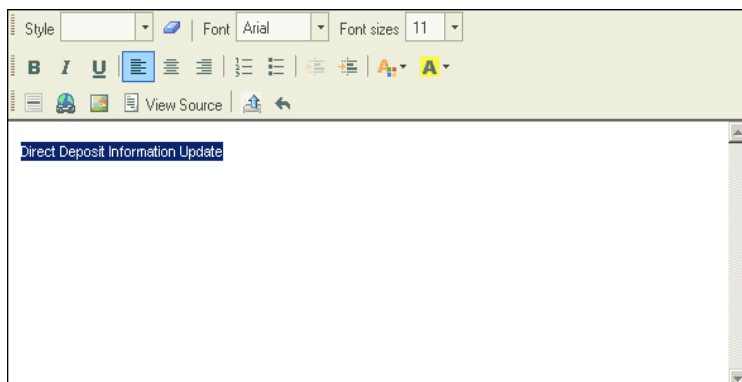 Style Font Arial Font sizes 11
B I U A A
View Source
Direct Deposit Information Update